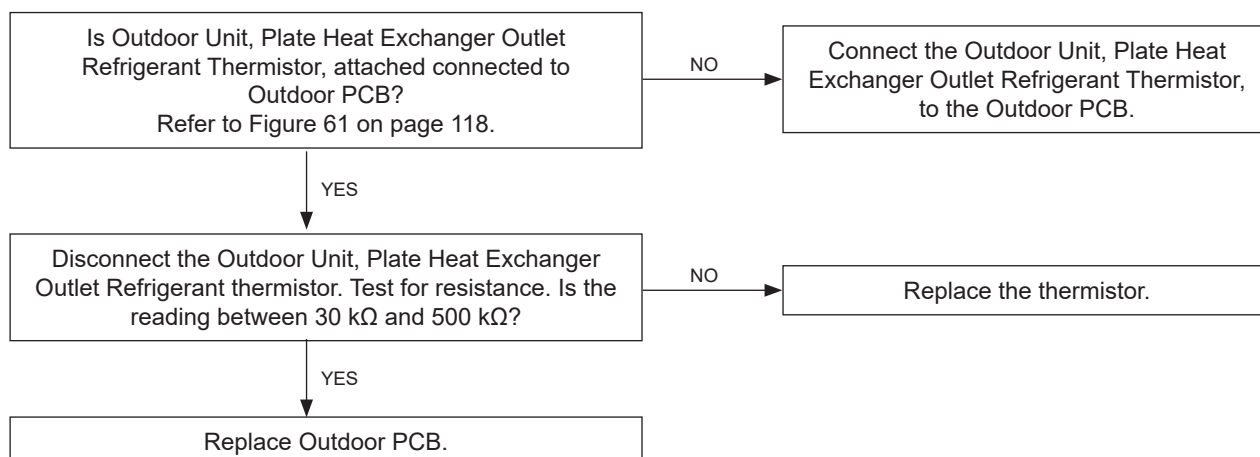 Is Outdoor Unit, Plate Heat Exchanger Outlet
Refrigerant Thermistor, attached connected to
Outdoor PCB?
Refer to Figure 61 on page 118.
NO
Connect the Outdoor Unit, Plate Heat
Exchanger Outlet Refrigerant Thermistor,
to the Outdoor PCB.
YES
Disconnect the Outdoor Unit, Plate Heat Exchanger
Outlet Refrigerant thermistor. Test for resistance. Is the
reading between 30 kΩ and 500 kΩ?
NO
Replace the thermistor.
YES
Replace Outdoor PCB.